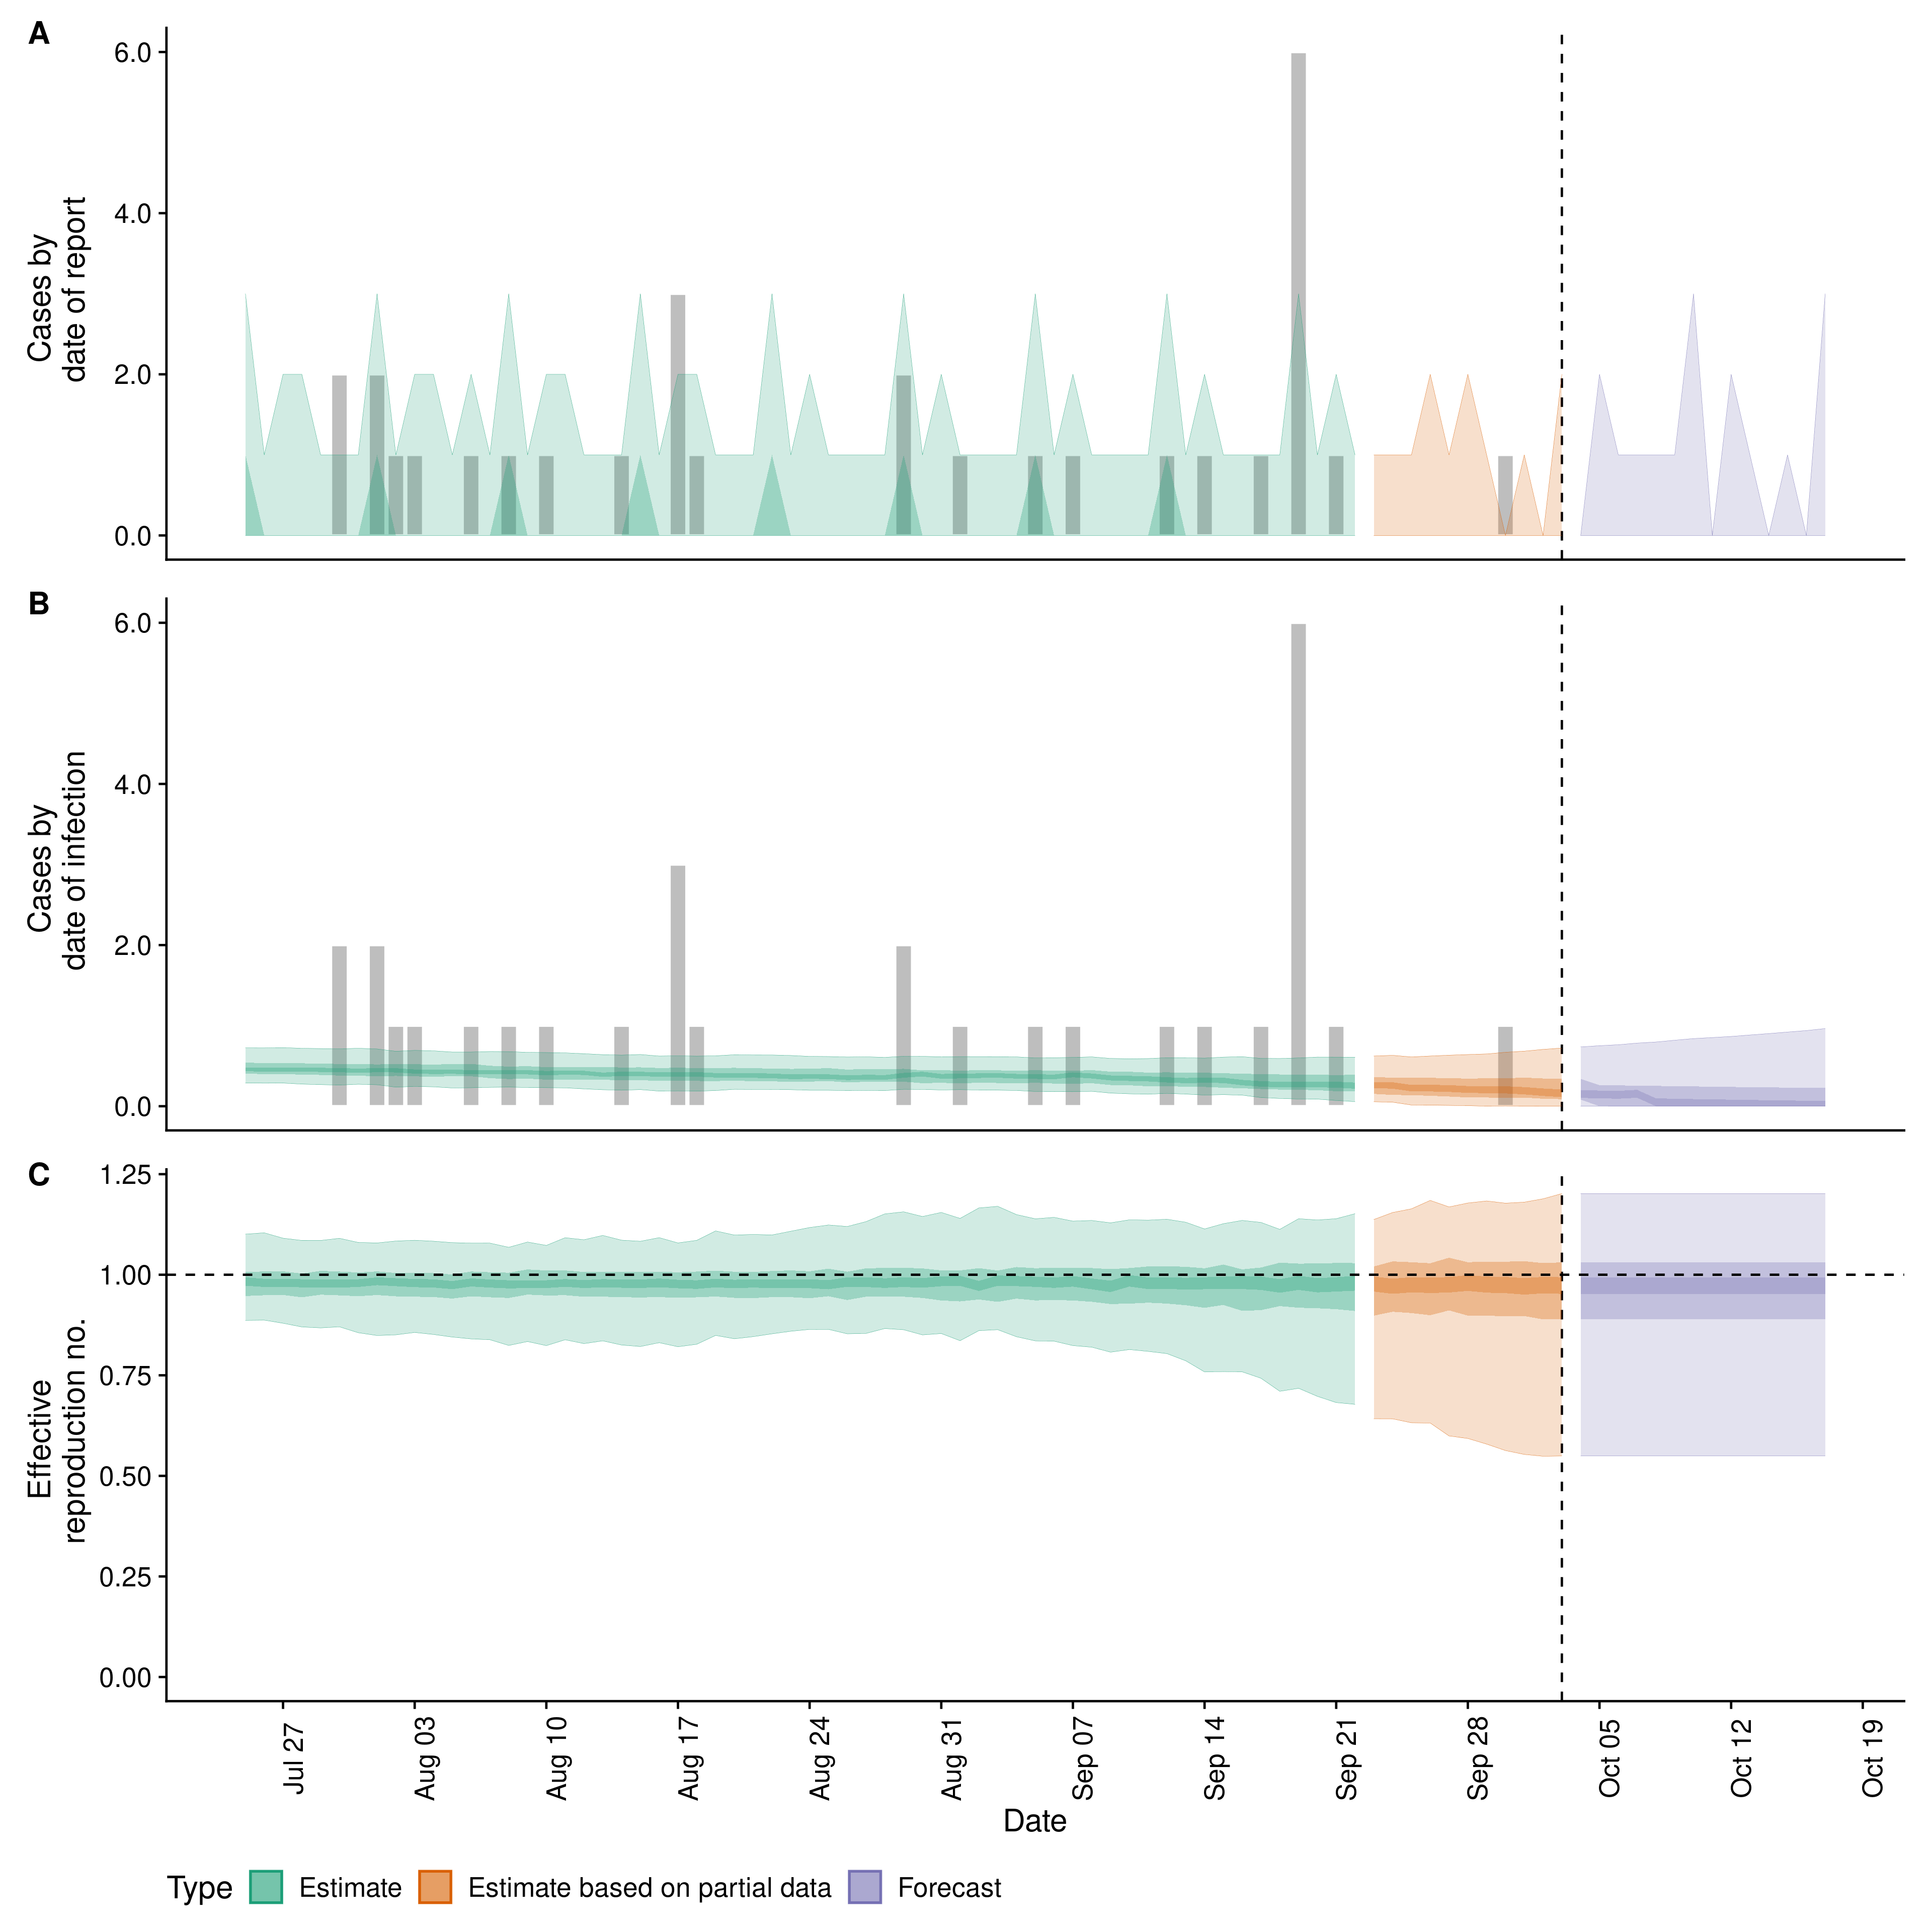 A
6.0
4.0
2.0
0.0
Cases by
date of report
B
6.0
4.0
2.0
0.0
Cases by
date of infection
C
1.25
1.00
0.75
0.50
0.25
0.00
Effective
reproduction no.
Jul 27
Aug 03
Aug 10
Aug 17
Aug 24
Aug 31
Sep 07
Sep 14
Sep 21
Sep 28
Oct 05
Oct 12
Oct 19
Date
Type Estimate Estimate based on partial data Forecast